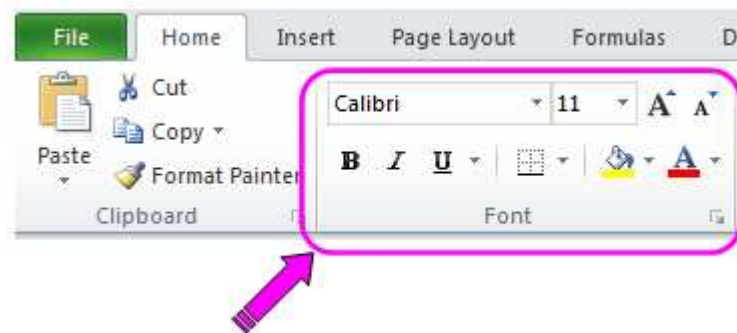 File Home Insert Page Layout Formulas D
Cut
Calibri 11 A A
Copy
Paste
B I U A
Format Painter
Clipboard Font